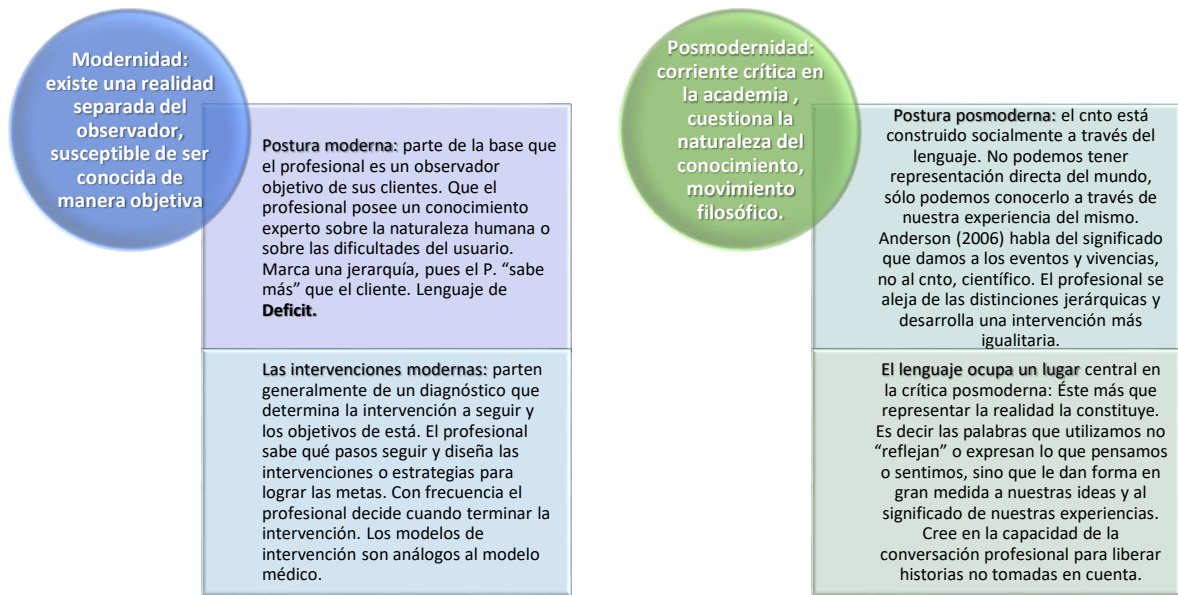 Modernidad:
existe una realidad
separada del
observador,
susceptible de ser
conocida de
manera objetiva
Postura moderna: parte de la base que
el profesional es un observador
objetivo de sus clientes. Que el
profesional posee un conocimiento
experto sobre la naturaleza humana o
sobre las dificultades del usuario.
Marca una jerarquía, pues el P. “sabe
más” que el cliente. Lenguaje de
Deficit.
Las intervenciones modernas: parten
generalmente de un diagnóstico que
determina la intervención a seguir y
los objetivos de está. El profesional
sabe qué pasos seguir y diseña las
intervenciones o estrategias para
lograr las metas. Con frecuencia el
profesional decide cuando terminar la
intervención. Los modelos de
intervención son análogos al modelo
médico.
Posmodernidad:
corriente crítica en
la academia ,
cuestiona la
naturaleza del
conocimiento,
movimiento
filosófico.
Postura posmoderna: el cnto está
construido socialmente a través del
lenguaje. No podemos tener
representación directa del mundo,
sólo podemos conocerlo a través de
nuestra experiencia del mismo.
Anderson (2006) habla del significado
que damos a los eventos y vivencias,
no al cnto, científico. El profesional se
aleja de las distinciones jerárquicas y
desarrolla una intervención más
igualitaria.
El lenguaje ocupa un lugar central en
la crítica posmoderna: Éste más que
representar la realidad la constituye.
Es decir las palabras que utilizamos no
“reflejan” o expresan lo que pensamos
o sentimos, sino que le dan forma en
gran medida a nuestras ideas y al
significado de nuestras experiencias.
Cree en la capacidad de la
conversación profesional para liberar
historias no tomadas en cuenta.